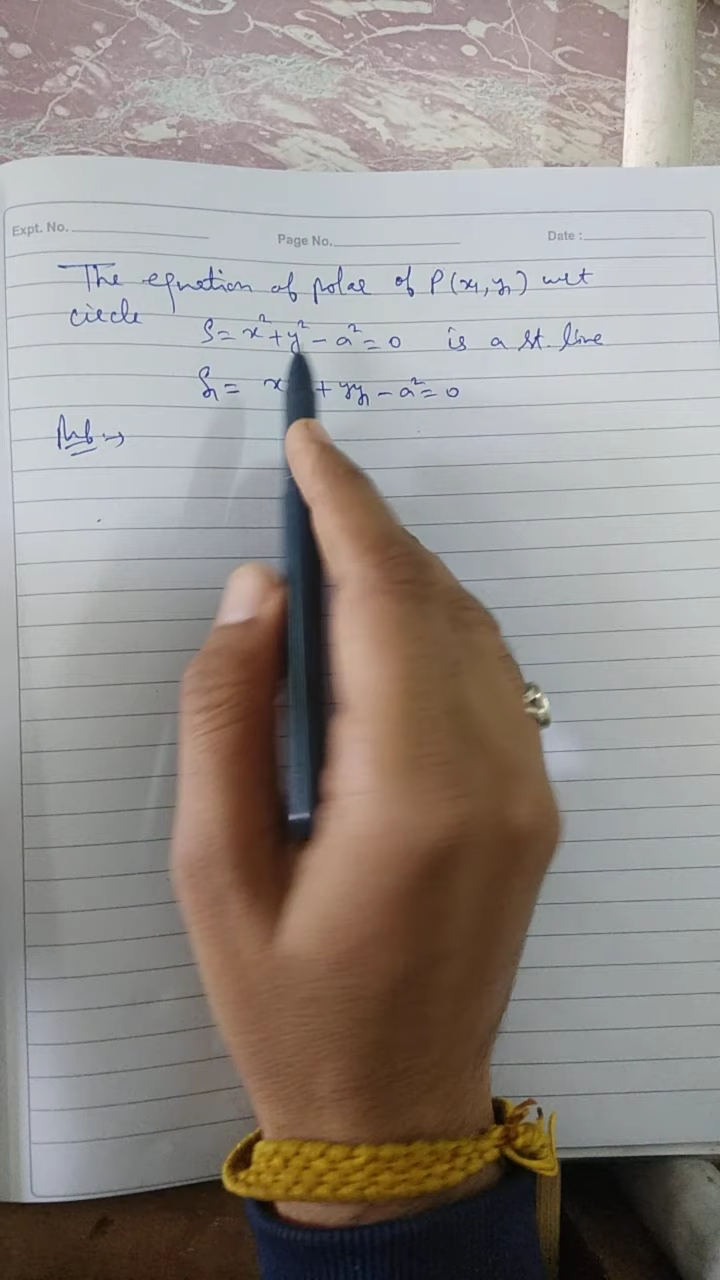 Expt. No.
Page No.
Date :
The equation of polar of P(x₁,y₁) wrt
circle S = x²+y² - a² = 0 is a st. line
S₁ = x + yy₁ - a² = 0